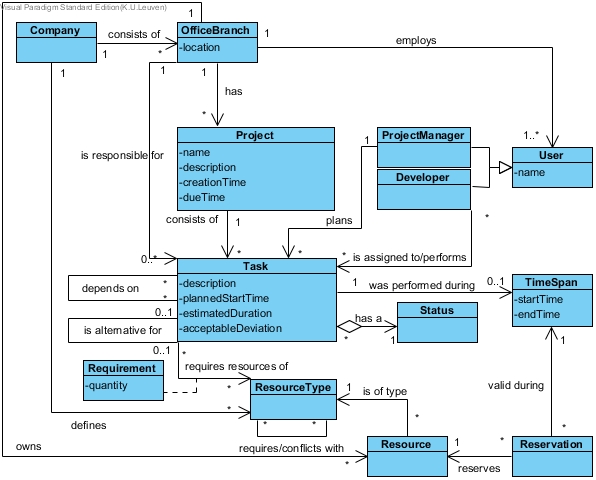 Visual Paradigm Standard Edition(K.U.Leuven)
Company
consists of
OfficeBranch
-location
1
1
*
1
employs
1
1
1
has
*
1..*
Project
-name
-description
-creationTime
-dueTime
ProjectManager
Developer
User
-name
1
is responsible for
consists of
1
plans
*
is assigned to/performs
0..*
*
*
*
Task
-description
-plannedStartTime
-estimatedDuration
-acceptableDeviation
1
was performed during
0..1
TimeSpan
-startTime
-endTime
depends on
*
*
0..1
is alternative for
0..1
has a
*
1
Status
1
*
requires resources of
*
Requirement
-quantity
ResourceType
1
is of type
*
valid during
*
defines
*
*
*
requires/conflicts with
owns
*
Resource
1
reserves
*
Reservation